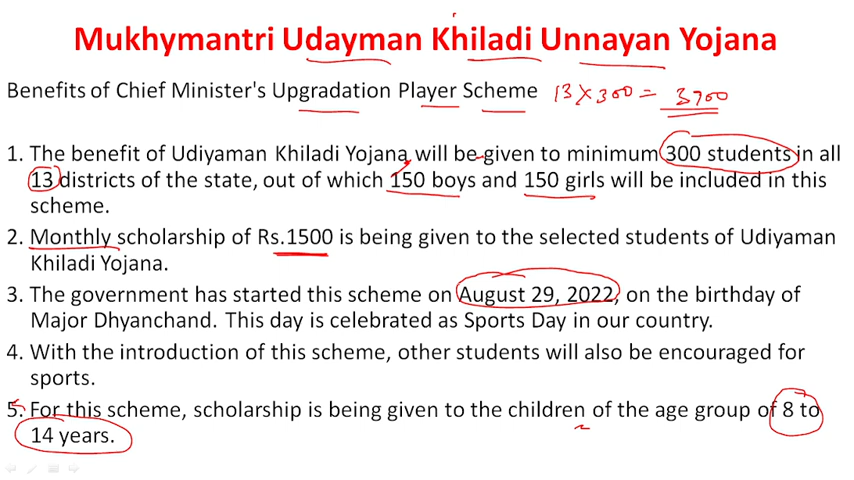 Mukhymantri Udayman Khiladi Unnayan Yojana
Benefits of Chief Minister's Upgradation Player Scheme 13 × 300 = 3900
1. The benefit of Udiyaman Khiladi Yojana will be given to minimum 300 students in all
13 districts of the state, out of which 150 boys and 150 girls will be included in this
scheme.
2. Monthly scholarship of Rs.1500 is being given to the selected students of Udiyaman
Khiladi Yojana.
3. The government has started this scheme on August 29, 2022, on the birthday of
Major Dhyanchand. This day is celebrated as Sports Day in our country.
4. With the introduction of this scheme, other students will also be encouraged for
sports.
5. For this scheme, scholarship is being given to the children of the age group of 8 to
14 years.